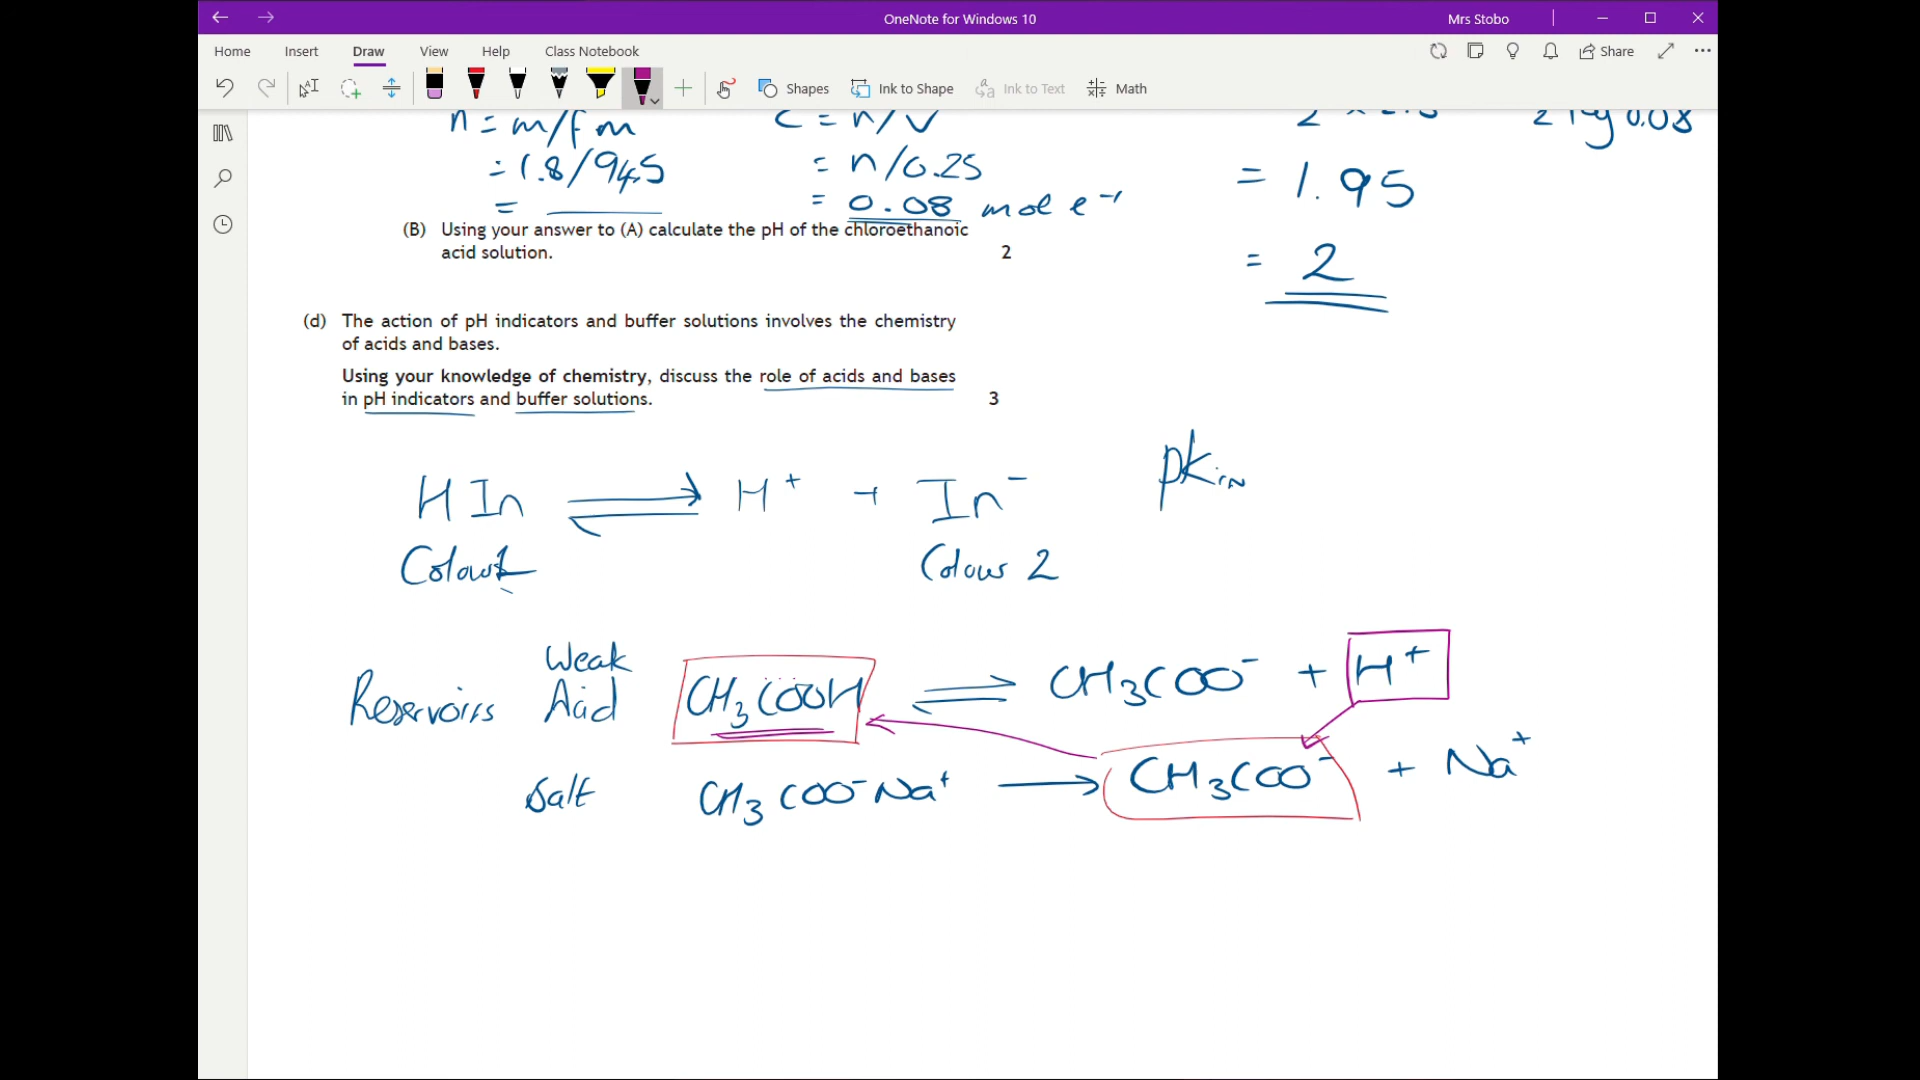 OneNote for Windows 10
Mrs Stobo
Home Insert Draw View Help Class Notebook
Share
Shapes Ink to Shape Ink to Text Math
n = m/fm
= 1.8/94.5
=
c = n/V
= n/0.25
= 0.08 mol l⁻¹
0.08
= 1.95
= 2
(B) Using your answer to (A) calculate the pH of the chloroethanoic
acid solution. 2
(d) The action of pH indicators and buffer solutions involves the chemistry
of acids and bases.
Using your knowledge of chemistry, discuss the role of acids and bases
in pH indicators and buffer solutions. 3
HIn ⇌ H⁺ + In⁻ pKin
Colour 1 Colour 2
Reservoirs Weak
Acid CH₃COOH ⇌ CH₃COO⁻ + H⁺
Salt CH₃COO⁻Na⁺ → CH₃COO⁻ + Na⁺